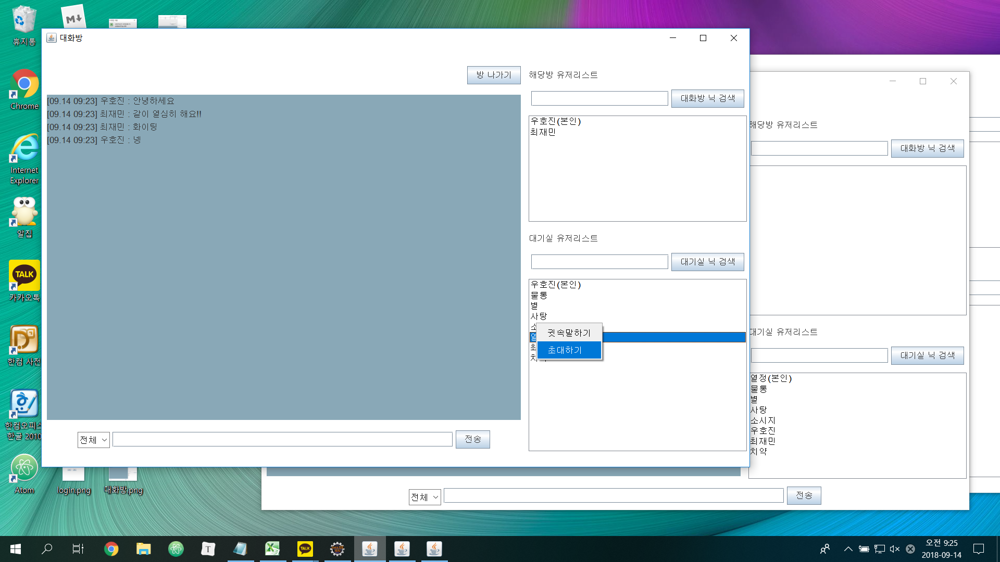 휴지통
M
Chrome
Internet
Explorer
알집
TALK
카카오톡
한컴 사전
한컴오피스
한글 2010
Atom
login.png
대화방.png
대화방
방 나가기
해당방 유저리스트
대화방 닉 검색
[09.14 09:23] 우호진 : 안녕하세요
[09.14 09:23] 최재민 : 같이 열심히 해요!!
[09.14 09:23] 최재민 : 화이팅
[09.14 09:23] 우호진 : 넹
우호진(본인)
최재민
대기실 유저리스트
대기실 닉 검색
우호진(본인)
물통
별
사탕
귓속말하기
초대하기
전체
전송
해당방 유저리스트
대화방 닉 검색
대기실 유저리스트
대기실 닉 검색
열정(본인)
물통
별
사탕
소시지
우호진
최재민
치약
전체
전송
T
TALK
오전 9:25
2018-09-14